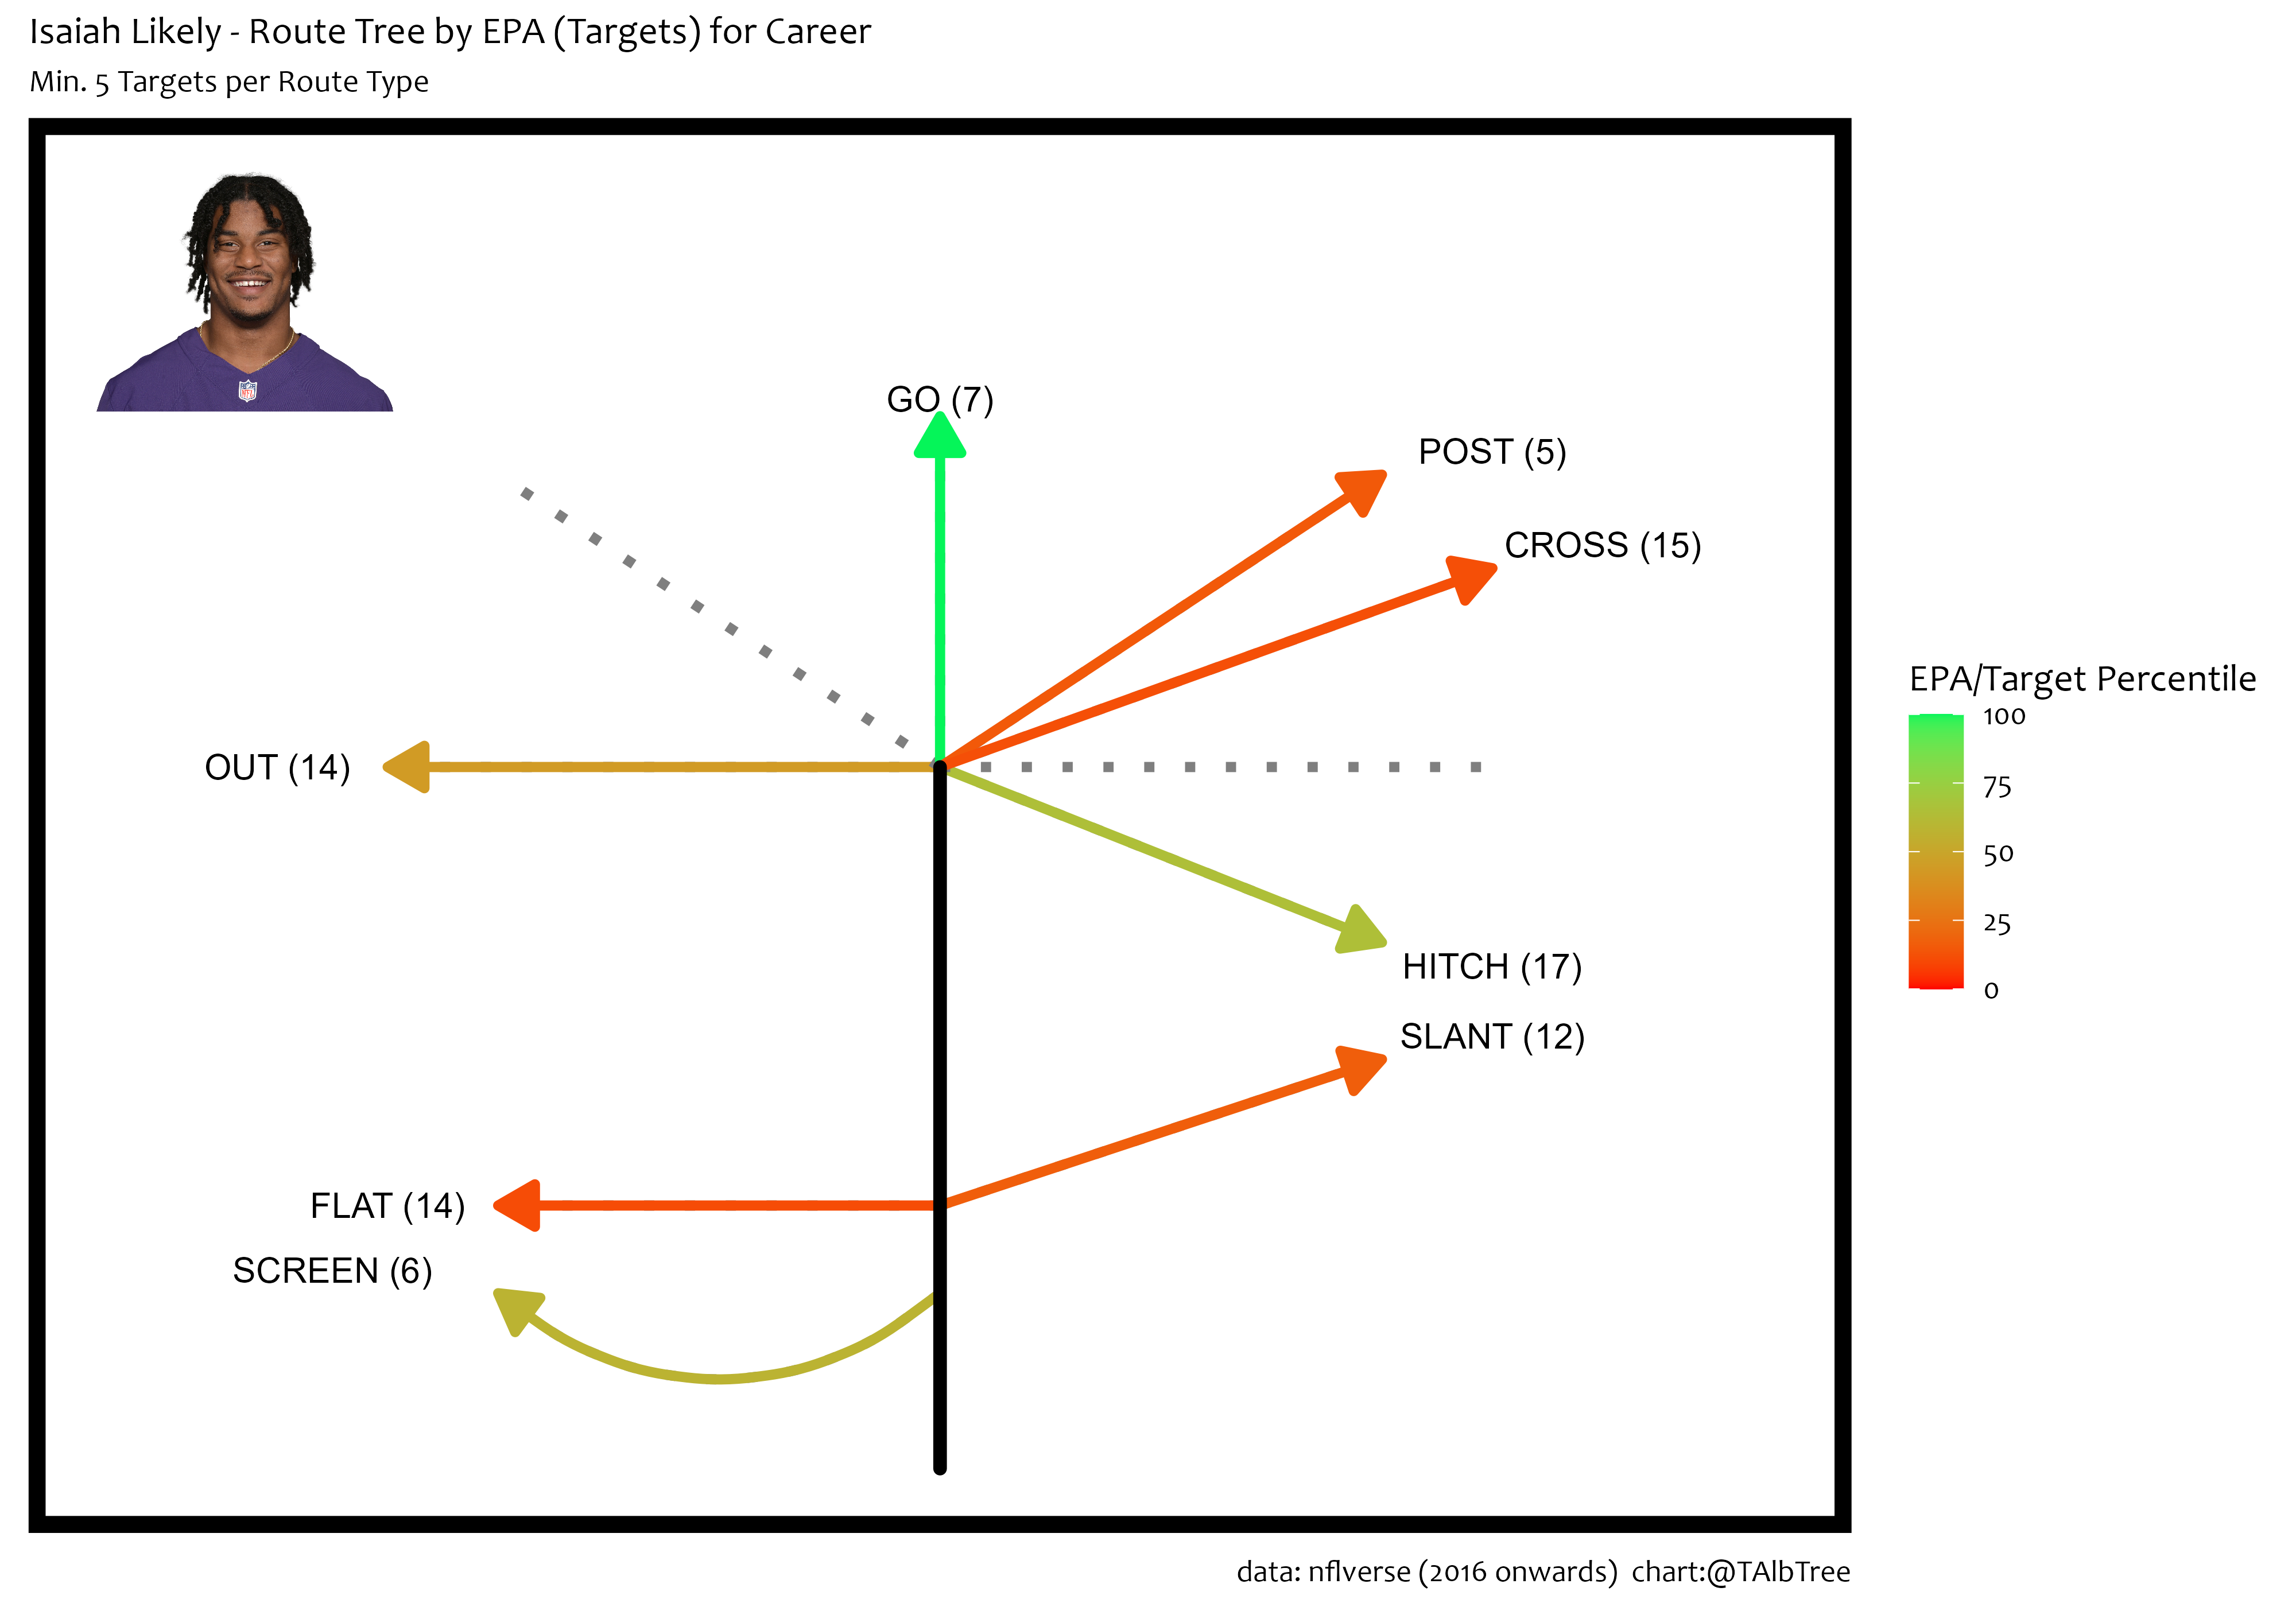 Isaiah Likely - Route Tree by EPA (Targets) for Career
Min. 5 Targets per Route Type
GO (7)
POST (5)
CROSS (15)
OUT (14)
HITCH (17)
SLANT (12)
FLAT (14)
SCREEN (6)
EPA/Target Percentile
100
75
50
25
0
data: nflverse (2016 onwards) chart:@TAlbTree